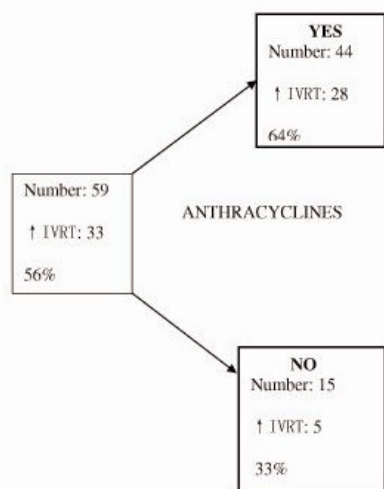 YES
Number: 44
↑ IVRT: 28
64%
Number: 59
↑ IVRT: 33
56%
ANTHRACYCLINES
NO
Number: 15
↑ IVRT: 5
33%